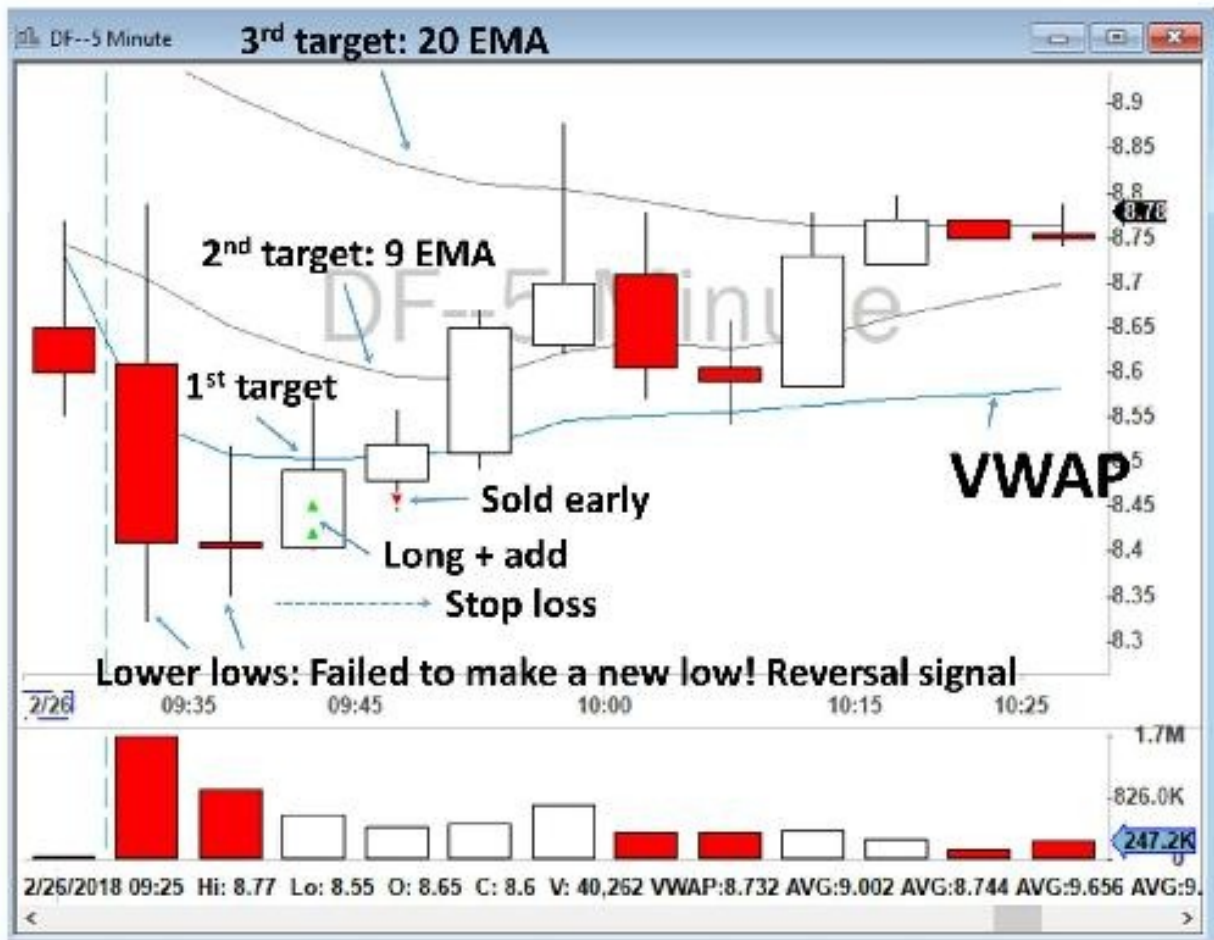 DF--5 Minute
3rd target: 20 EMA
8.9
8.85
8.8
8.78
8.75
2nd target: 9 EMA
DF--5 Minute
8.7
8.65
8.6
1st target
8.55
VWAP
8.5
Sold early
8.45
Long + add
8.4
Stop loss
8.35
8.3
Lower lows: Failed to make a new low! Reversal signal
2/26 09:35 09:45 10:00 10:15 10:25
1.7M
826.0K
247.2K
0
2/26/2018 09:25 Hi: 8.77 Lo: 8.55 O: 8.65 C: 8.6 V: 40,262 VWAP:8.732 AVG:9.002 AVG:8.744 AVG:9.656 AVG:9.